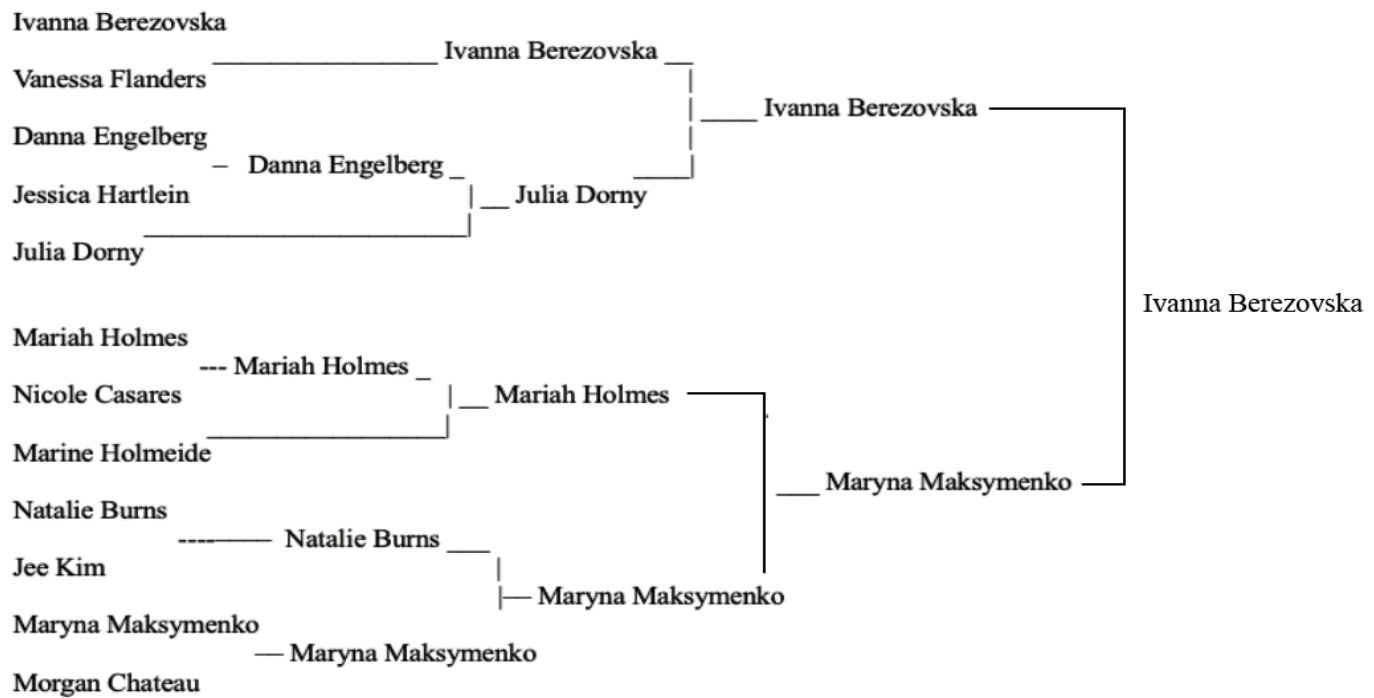 Ivanna Berezovska
Ivanna Berezovska
Vanessa Flanders
Ivanna Berezovska
Danna Engelberg
Danna Engelberg
Jessica Hartlein
Julia Dorny
Julia Dorny
Ivanna Berezovska
Mariah Holmes
Mariah Holmes
Nicole Casares
Mariah Holmes
Marine Holmeide
Maryna Maksymenko
Natalie Burns
Natalie Burns
Jee Kim
Maryna Maksymenko
Maryna Maksymenko
Maryna Maksymenko
Morgan Chateau